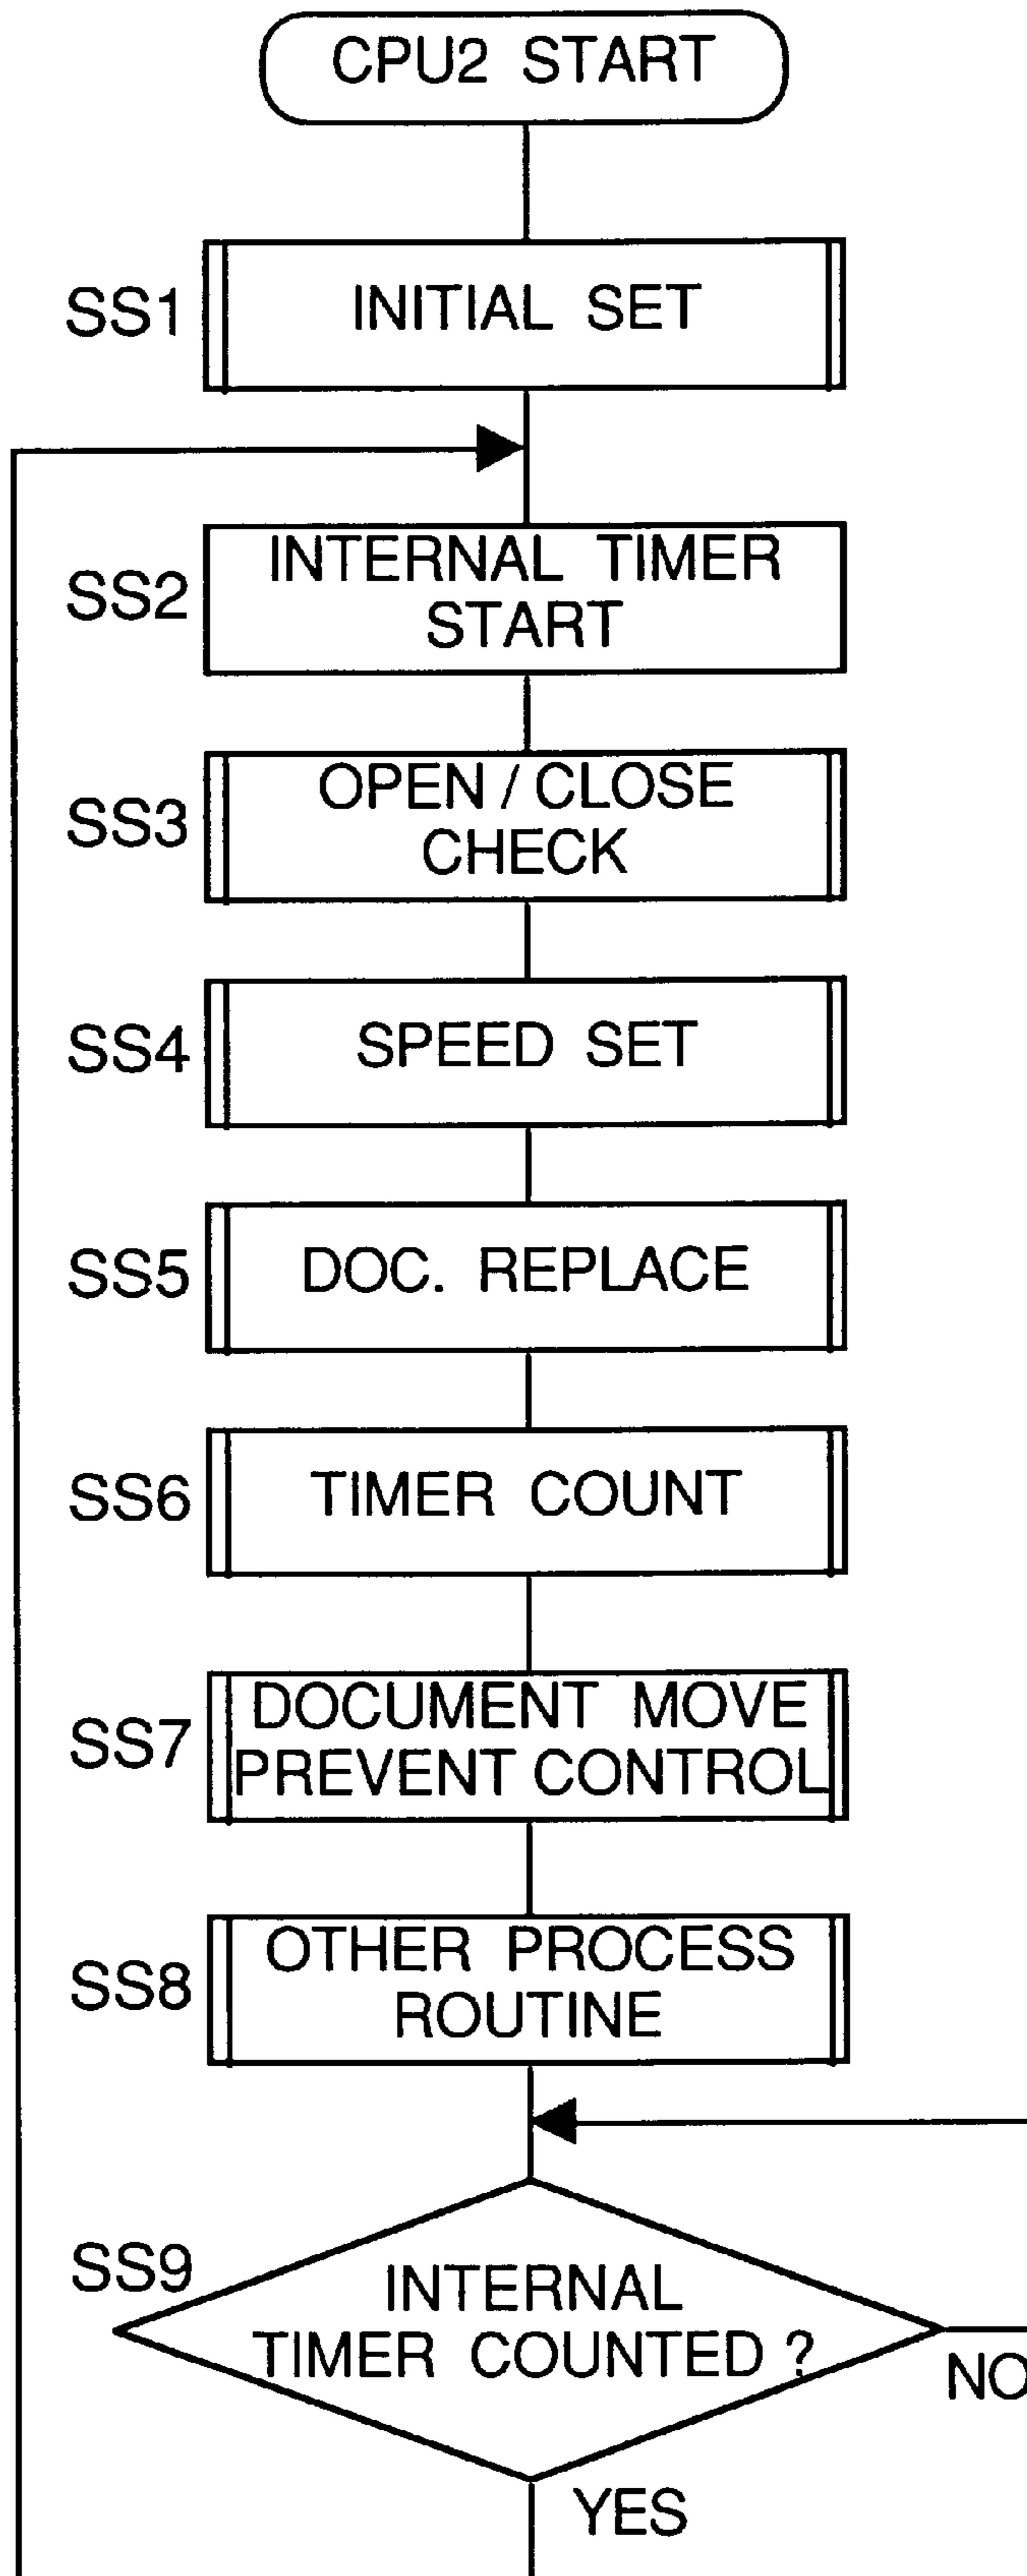 CPU2 START
SS1
INITIAL SET
SS2
INTERNAL TIMER
START
SS3
OPEN / CLOSE
CHECK
SS4
SPEED SET
SS5
DOC. REPLACE
SS6
TIMER COUNT
SS7
DOCUMENT MOVE
PREVENT CONTROL
SS8
OTHER PROCESS
ROUTINE
SS9
INTERNAL
TIMER COUNTED ?
NO
YES